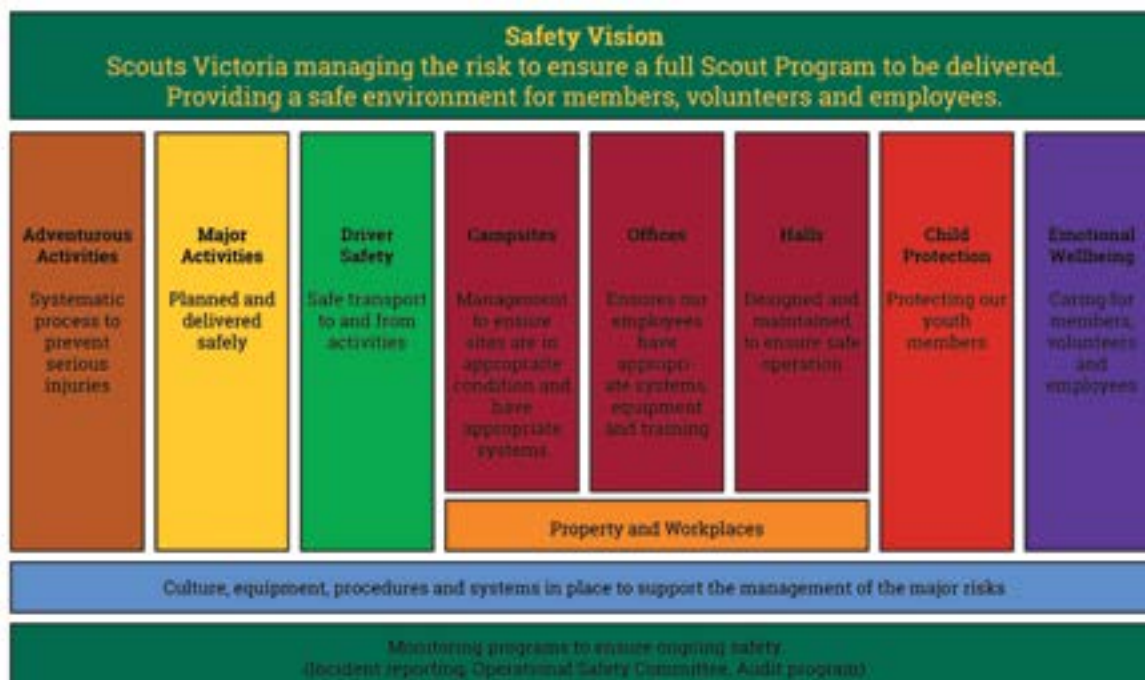 Safety Vision
Scouts Victoria managing the risk to ensure a full Scout Program to be delivered.
Providing a safe environment for members, volunteers and employees.
Adventurous
Activities
Systematic
process to
prevent
serious
injuries
Major
Activities
Planned and
delivered
safely
Driver
Safety
Safe transport
to and from
activities
Campsites
Management
to ensure
sites are in
appropraite
condition and
have
appropriate
systems.
Offices
Ensures our
employees
have
appropri-
ate systems,
equipment
and training
Halls
Designed and
maintained
to ensure safe
operation
Child
Protection
Protecting our
youth
members
Emotional
Wellbeing
Caring for
members,
volunteers
and
employees
Property and Workplaces
Culture, equipment, procedures and systems in place to support the management of the major risks
Monitoring programs to ensure ongoing safety.
(Incident reporting, Operational Safety Committee, Audit program)